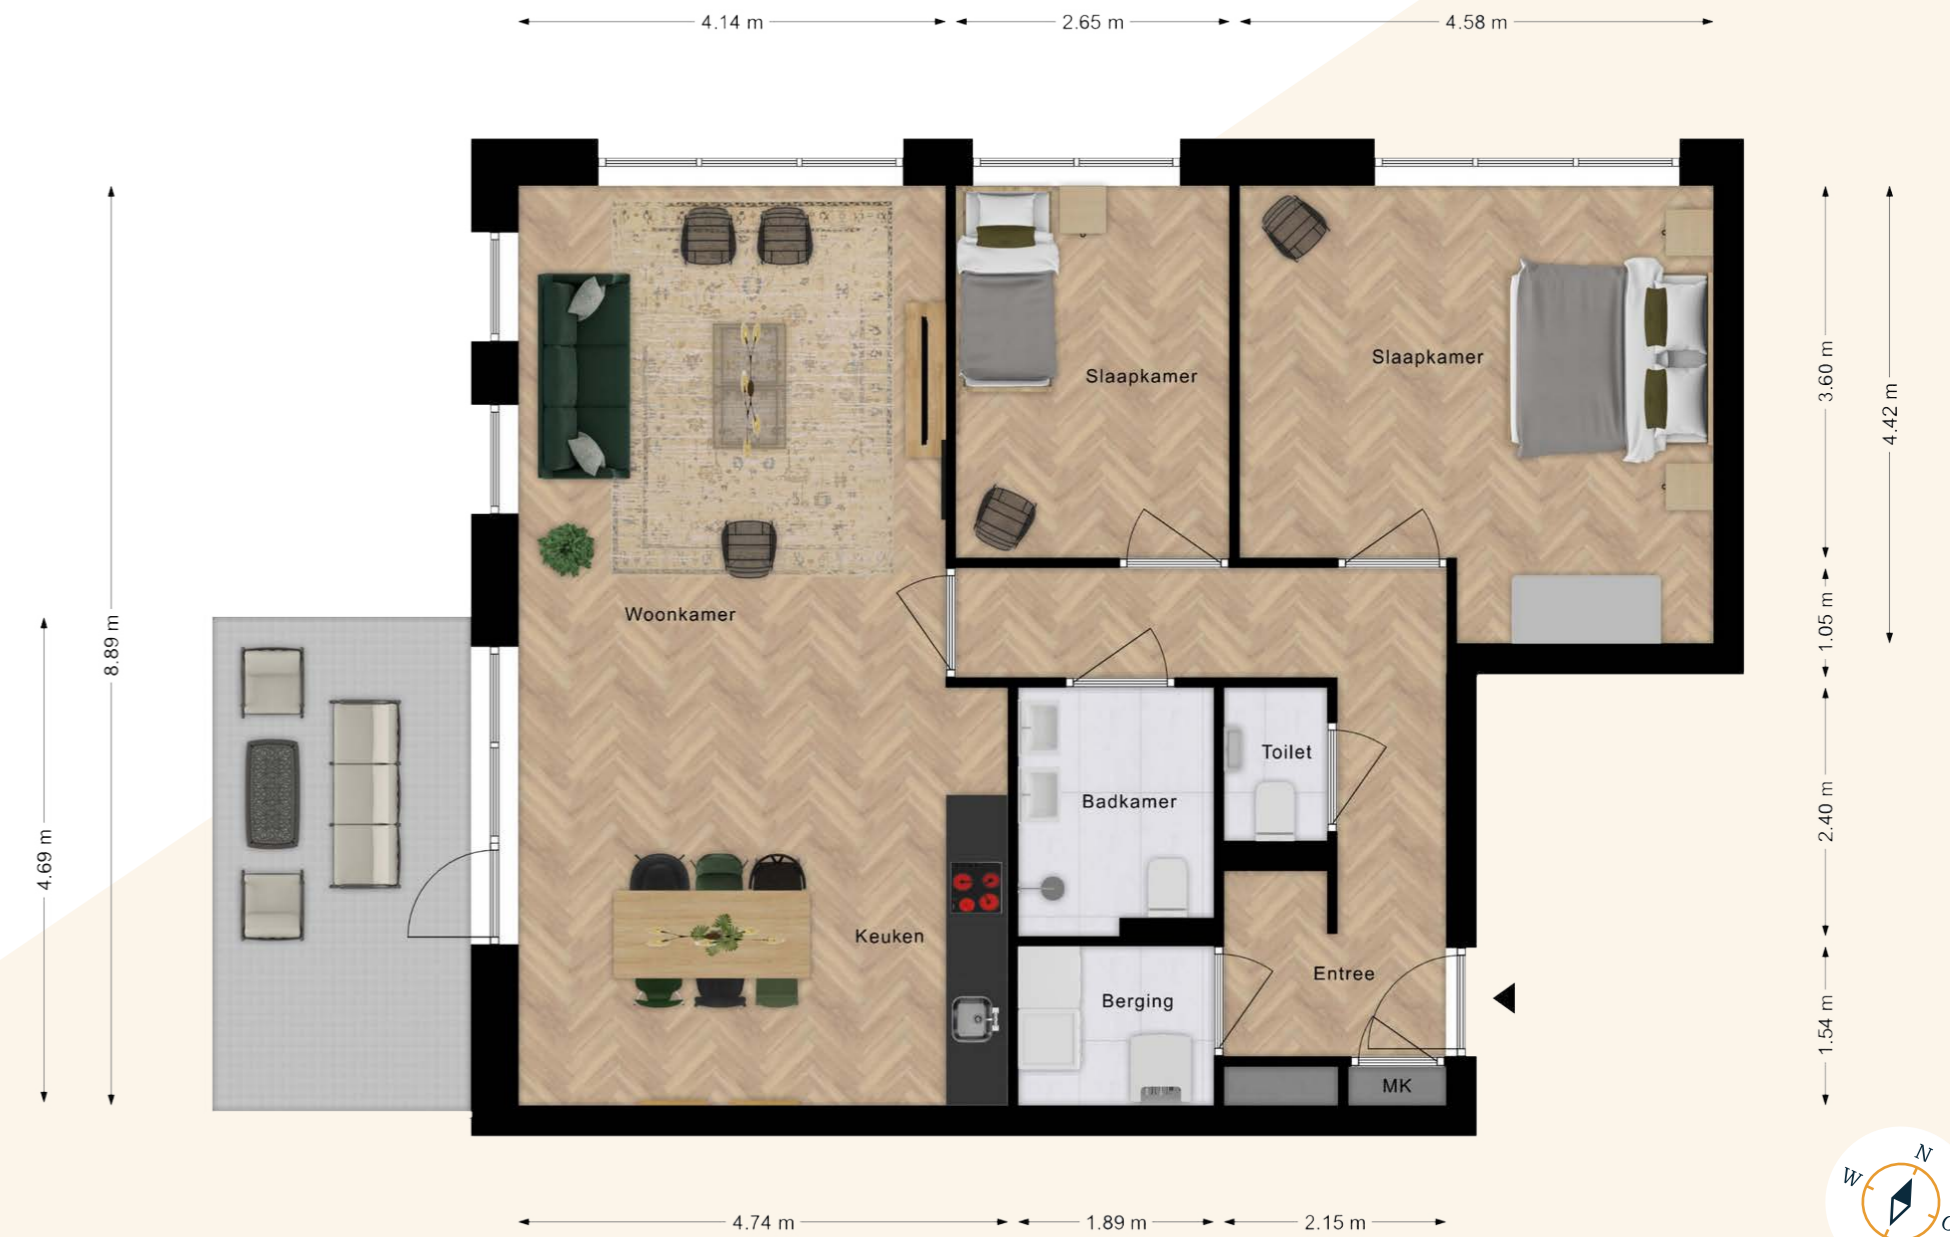 4.14 m
2.65 m
4.58 m
8.89 m
4.69 m
3.60 m
4.42 m
1.05 m
2.40 m
1.54 m
Slaapkamer
Slaapkamer
Woonkamer
Toilet
Badkamer
Keuken
Entree
Berging
MK
4.74 m
1.89 m
2.15 m
N
W